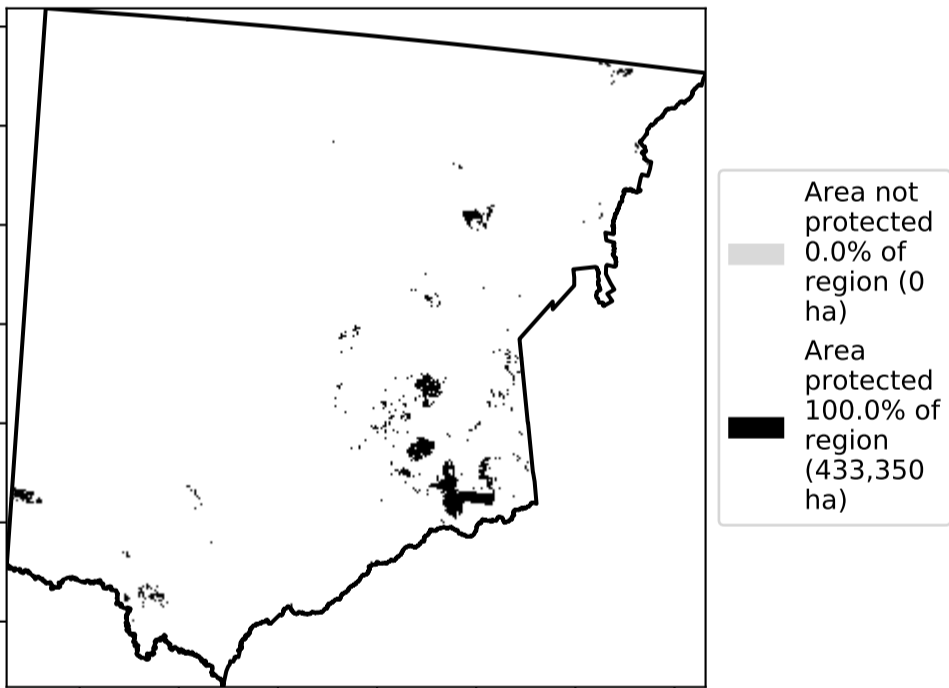 Area not
protected
0.0% of
region (0
ha)
Area
protected
100.0% of
region
(433,350
ha)